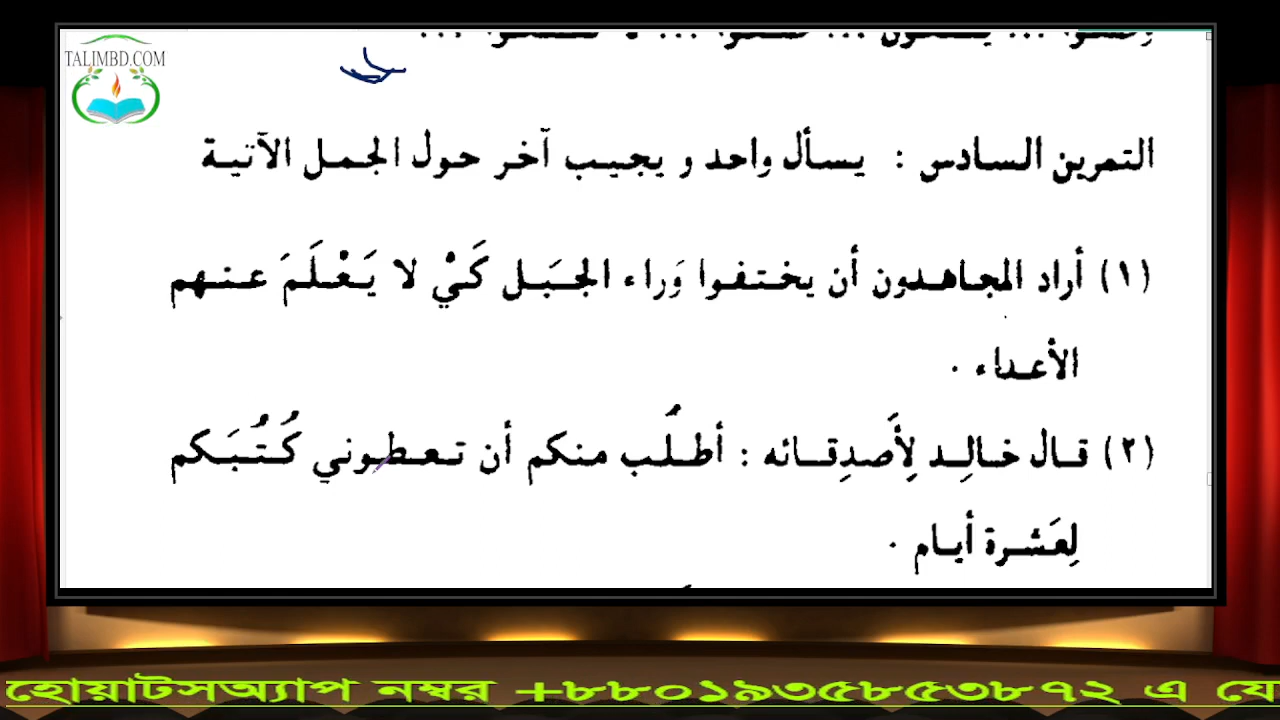 TALIMBD.COM
التمرين السادس : يسأل واحد و يجيب آخر حول الجمل الآتية
(١) أراد المجاهدون أن يختفوا وَراء الجبَل كَيْ لا يَعْلَمَ عنهم
الأعداء .
(٢) قال خالِد لِأَصدِقائه : أطلُب منكم أن تعطوني كُتُبَكم
لِعَشرة أيام .
হোয়াটসঅ্যাপ নম্বর +৮৮০১৯৩৫৮৫৩৮৭২ এ যে